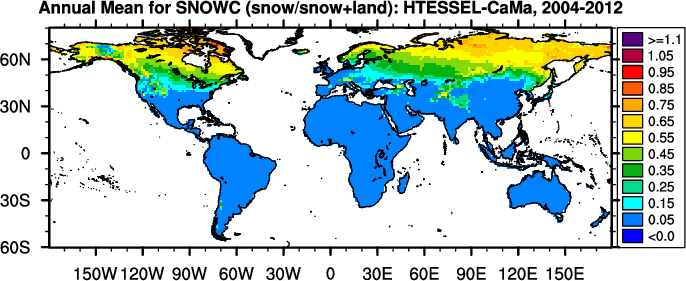 Annual Mean for SNOWC (snow/snow+land): HTESSEL-CaMa, 2004-2012
60N
30N
0
30S
60S
150W 120W 90W 60W 30W 0 30E 60E 90E 120E 150E
>=1.1
1.05
0.95
0.85
0.75
0.65
0.55
0.45
0.35
0.25
0.15
0.05
<0.0